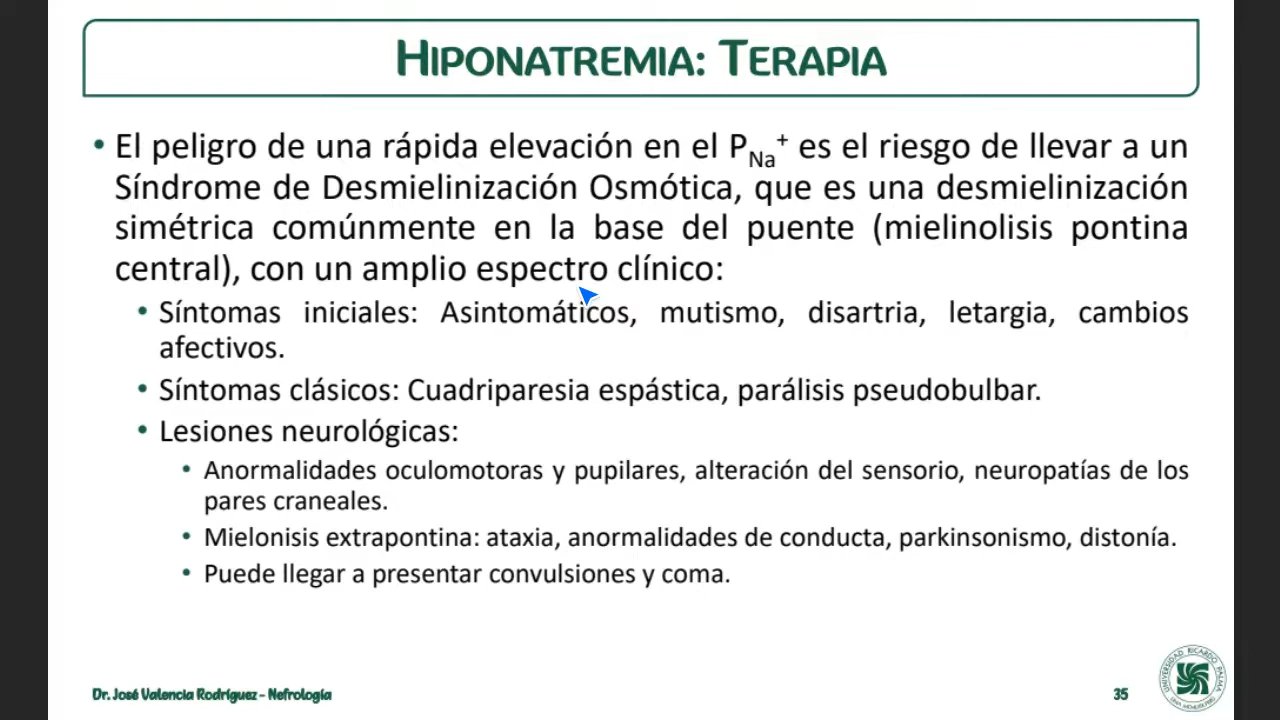 HIPONATREMIA: TERAPIA
• El peligro de una rápida elevación en el PNa+ es el riesgo de llevar a un
Síndrome de Desmielinización Osmótica, que es una desmielinización
simétrica comúnmente en la base del puente (mielinolisis pontina
central), con un amplio espectro clínico:
• Síntomas iniciales: Asintomáticos, mutismo, disartria, letargia, cambios
afectivos.
• Síntomas clásicos: Cuadriparesia espástica, parálisis pseudobulbar.
• Lesiones neurológicas:
• Anormalidades oculomotoras y pupilares, alteración del sensorio, neuropatías de los
pares craneales.
• Mielonisis extrapontina: ataxia, anormalidades de conducta, parkinsonismo, distonía.
• Puede llegar a presentar convulsiones y coma.
Dr. José Valencia Rodríguez - Nefrología
35
UNIVERSIDAD RICARDO PALMA